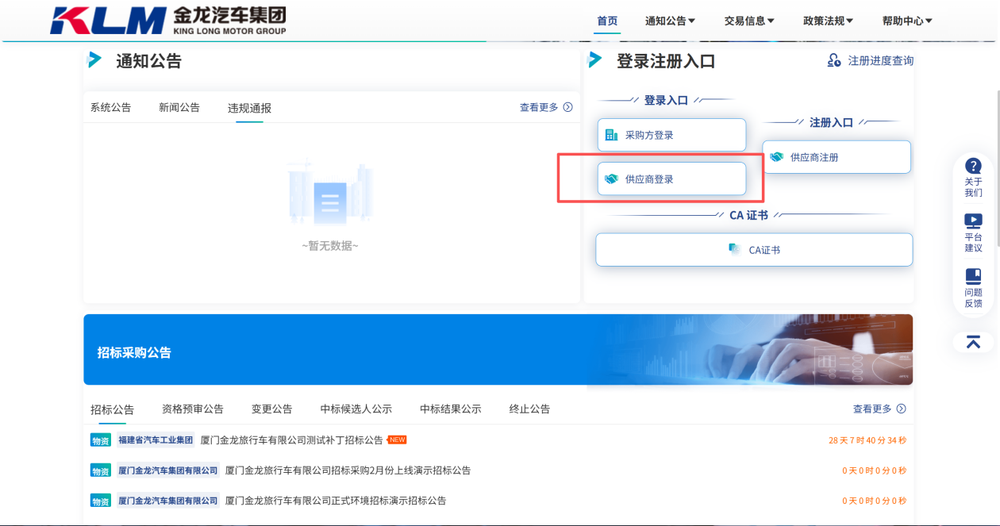 KLM 金龙汽车集团
KING LONG MOTOR GROUP
首页 通知公告 交易信息 政策法规 帮助中心
通知公告
系统公告 新闻公告 违规通报 查看更多
~暂无数据~
登录注册入口 注册进度查询
登录入口
采购方登录
供应商登录
注册入口
供应商注册
CA 证书
CA证书
关于
我们
平台
建议
问题
反馈
招标采购公告
招标公告 资格预审公告 变更公告 中标候选人公示 中标结果公示 终止公告 查看更多
物资 福建省汽车工业集团 厦门金龙旅行车有限公司测试补丁招标公告 NEW 28天7时40分34秒
物资 厦门金龙汽车集团有限公司 厦门金龙旅行车有限公司招标采购2月份上线演示招标公告 0天0时0分0秒
物资 厦门金龙汽车集团有限公司 厦门金龙旅行车有限公司正式环境招标演示招标公告 0天0时0分0秒